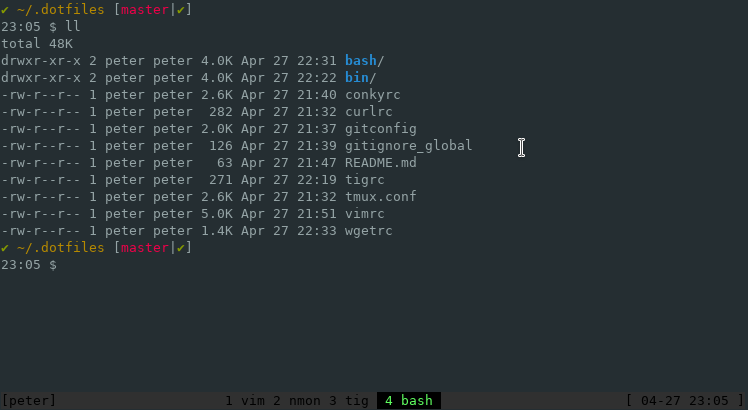 ✔ ~/.dotfiles [master|✔]
23:05 $ ll
total 48K
drwxr-xr-x 2 peter peter 4.0K Apr 27 22:31 bash/
drwxr-xr-x 2 peter peter 4.0K Apr 27 22:22 bin/
-rw-r--r-- 1 peter peter 2.6K Apr 27 21:40 conkyrc
-rw-r--r-- 1 peter peter  282 Apr 27 21:32 curlrc
-rw-r--r-- 1 peter peter 2.0K Apr 27 21:37 gitconfig
-rw-r--r-- 1 peter peter  126 Apr 27 21:39 gitignore_global
-rw-r--r-- 1 peter peter   63 Apr 27 21:47 README.md
-rw-r--r-- 1 peter peter  271 Apr 27 22:19 tigrc
-rw-r--r-- 1 peter peter 2.6K Apr 27 21:32 tmux.conf
-rw-r--r-- 1 peter peter 5.0K Apr 27 21:51 vimrc
-rw-r--r-- 1 peter peter 1.4K Apr 27 22:33 wgetrc
✔ ~/.dotfiles [master|✔]
23:05 $
[peter] 1 vim 2 nmon 3 tig 4 bash [ 04-27 23:05 ]